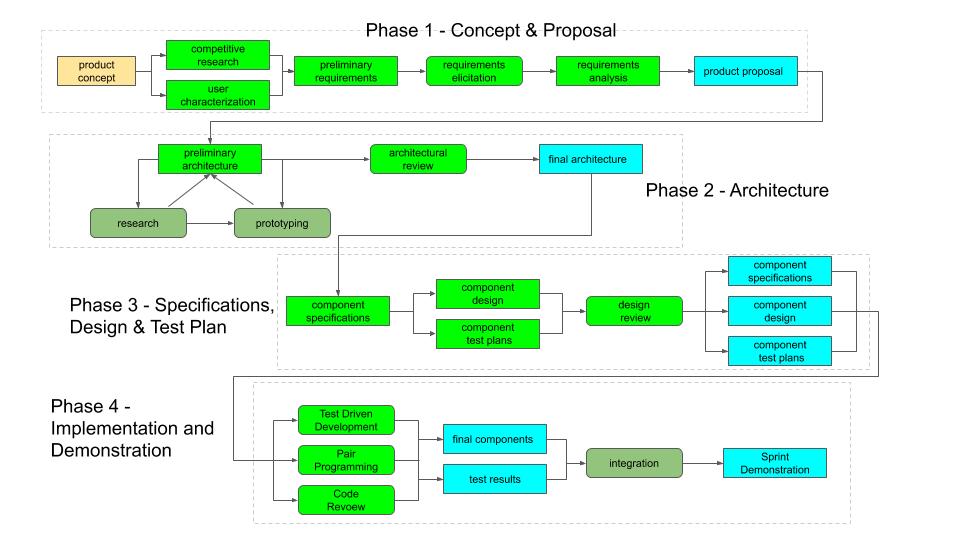 Phase 1 - Concept & Proposal
product
concept
competitive
research
user
characterization
preliminary
requirements
requirements
elicitation
requirements
analysis
product proposal
preliminary
architecture
architectural
review
final architecture
research
prototyping
Phase 2 - Architecture
Phase 3 - Specifications,
Design & Test Plan
component
specifications
component
design
component
test plans
design
review
component
specifications
component
design
component
test plans
Phase 4 -
Implementation and
Demonstration
Test Driven
Development
Pair
Programming
Code
Revoew
final components
test results
integration
Sprint
Demonstration